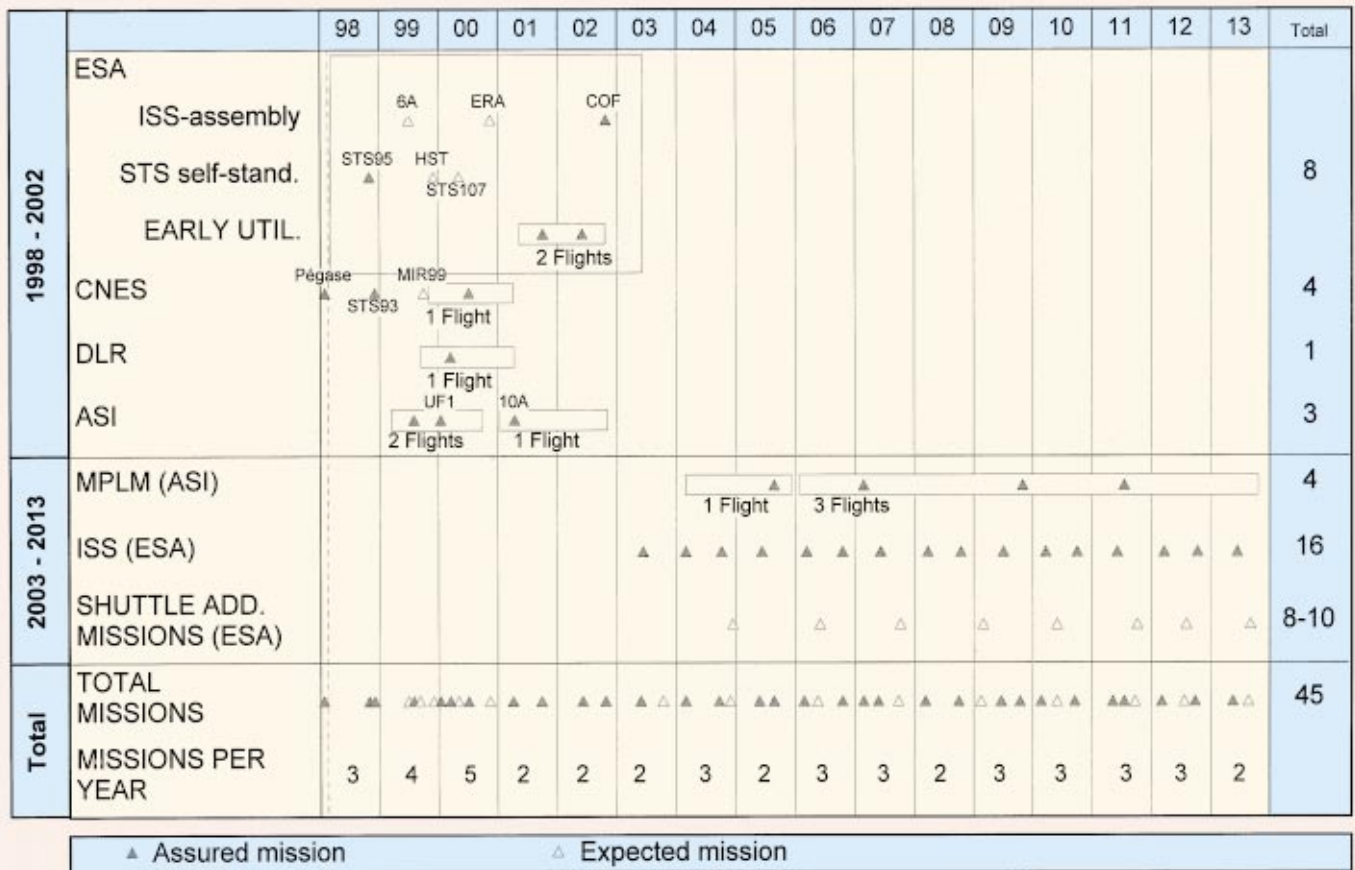 98 99 00 01 02 03 04 05 06 07 08 09 10 11 12 13 Total
1998 - 2002
ESA
6A ERA COF
ISS-assembly
STS95 HST
STS self-stand. 8
STS107
EARLY UTIL.
2 Flights
Pégase MIR99
CNES 4
STS93
1 Flight
DLR 1
1 Flight
UF1 10A
ASI 3
2 Flights 1 Flight
2003 - 2013
MPLM (ASI) 4
1 Flight 3 Flights
ISS (ESA) 16
SHUTTLE ADD.
MISSIONS (ESA) 8-10
Total
TOTAL
MISSIONS 45
MISSIONS PER
YEAR 3 4 5 2 2 2 3 2 3 3 2 3 3 3 3 2
Assured mission Expected mission